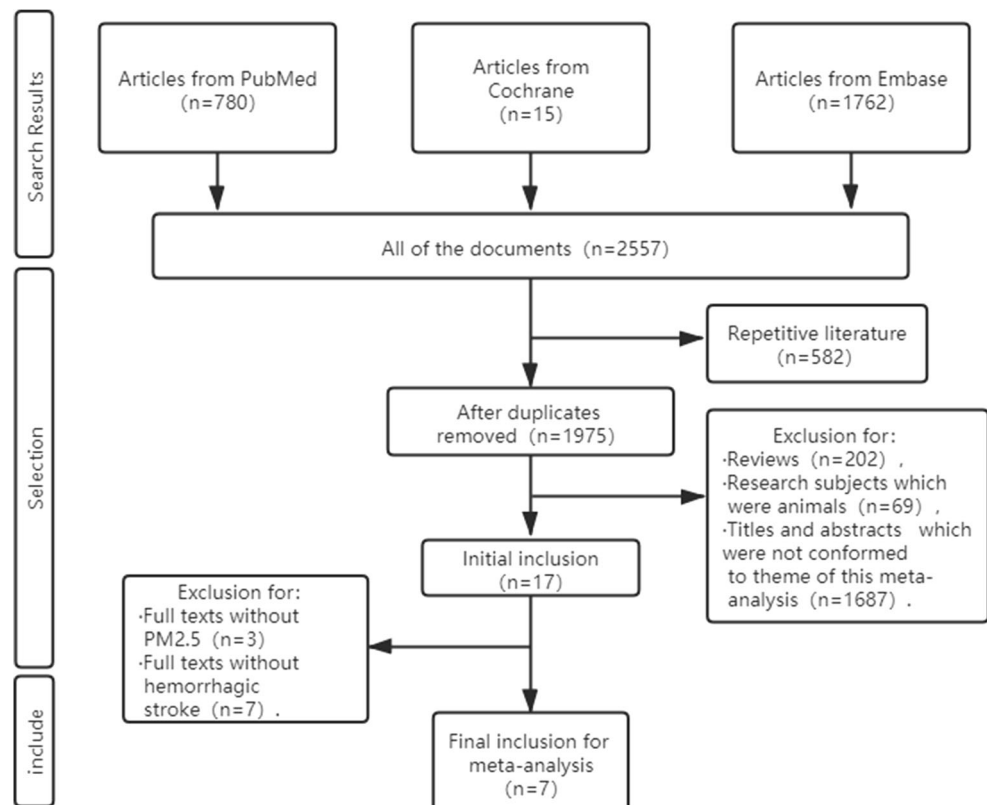 Search Results
Articles from PubMed
(n=780)
Articles from
Cochrane
(n=15)
Articles from Embase
(n=1762)
All of the documents (n=2557)
Selection
Repetitive literature
(n=582)
After duplicates
removed (n=1975)
Exclusion for:
·Reviews (n=202) ,
·Research subjects which
were animals (n=69) ,
·Titles and abstracts which
were not conformed
to theme of this meta-
analysis (n=1687) .
Initial inclusion
(n=17)
Exclusion for:
·Full texts without
PM2.5 (n=3)
·Full texts without
hemorrhagic
stroke (n=7) .
include
Final inclusion for
meta-analysis
(n=7)